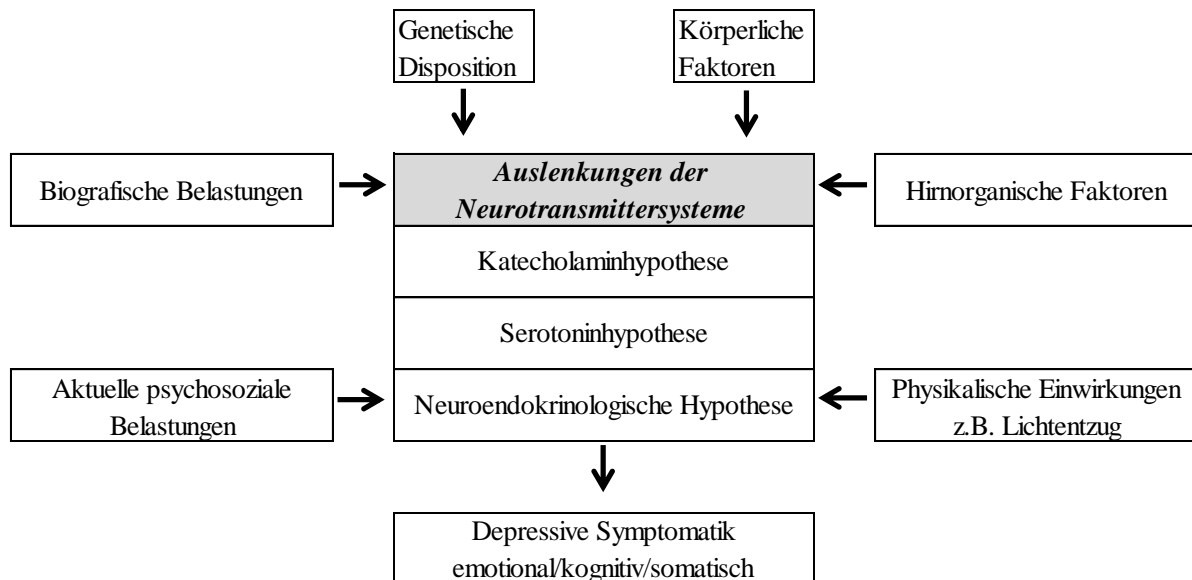 Genetische
Disposition
Körperliche
Faktoren
Biografische Belastungen
Auslenkungen der
Neurotransmittersysteme
Hirnorganische Faktoren
Katecholaminhypothese
Serotoninhypothese
Aktuelle psychosoziale
Belastungen
Neuroendokrinologische Hypothese
Physikalische Einwirkungen
z.B. Lichtentzug
Depressive Symptomatik
emotional/kognitiv/somatisch